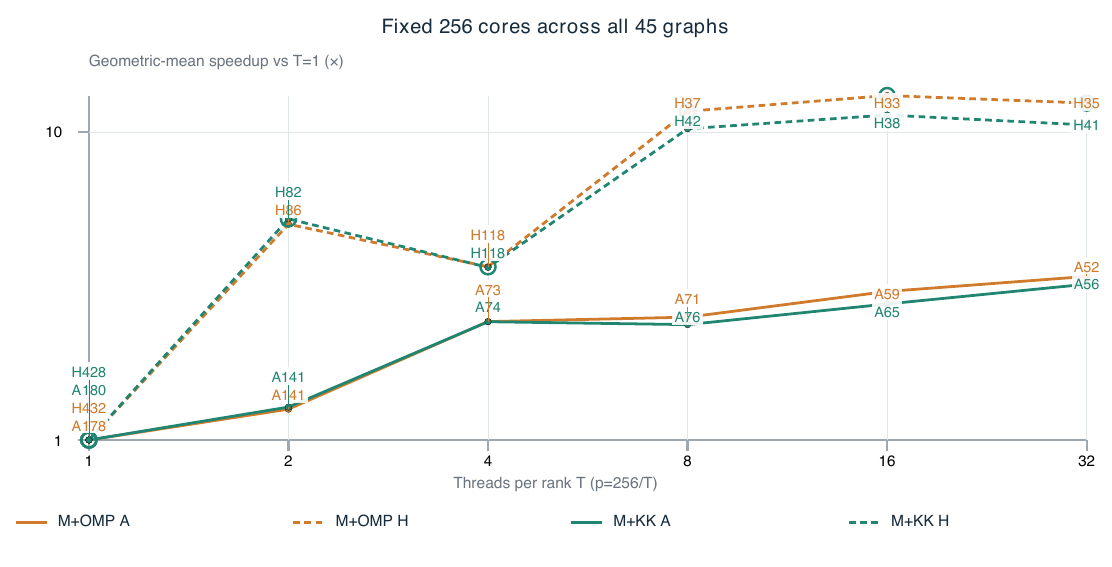 Fixed 256 cores across all 45 graphs
Geometric-mean speedup vs T=1 (×)
H37
H33
H35
H42
H38
H41
10
H82
H86
H118
H118
A73
A74
A71
A76
A59
A65
A52
A56
H428
A180
H432
A178
A141
A141
1
1 2 4 8 16 32
Threads per rank T (p=256/T)
M+OMP A M+OMP H M+KK A M+KK H